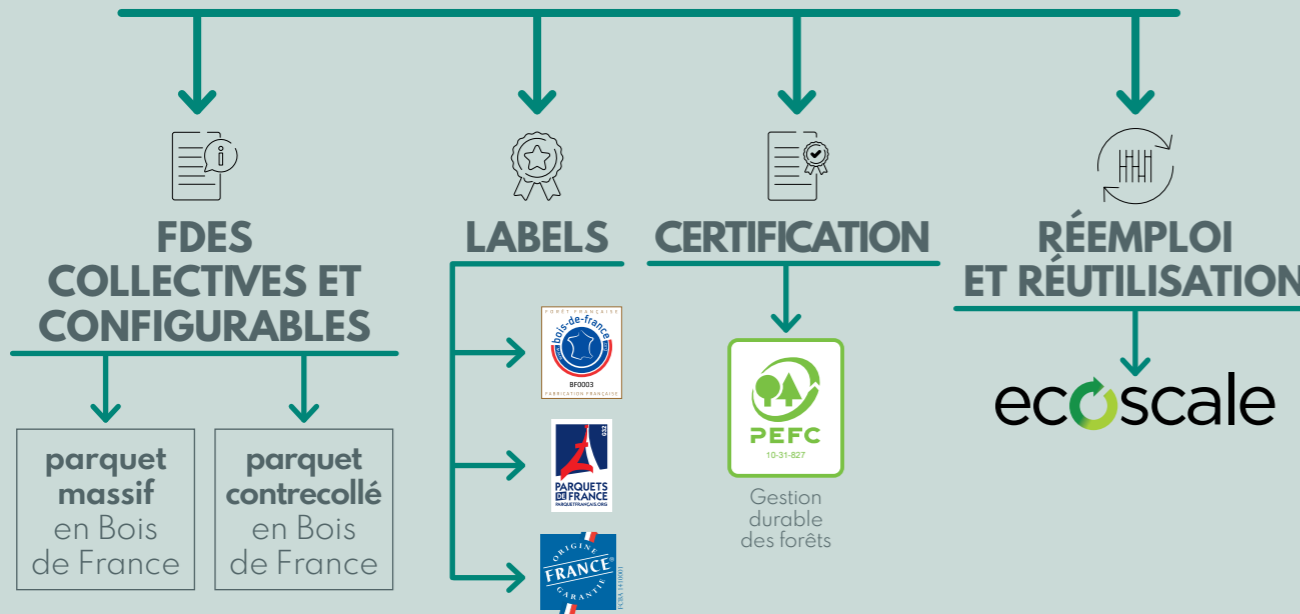 FDES
COLLECTIVES ET
CONFIGURABLES
parquet
massif
en Bois
de France
parquet
contrecollé
en Bois
de France
LABELS
FORÊT FRANÇAISE
bois-de-france
BF0003
FABRICATION FRANÇAISE
G32
PARQUETS
DE FRANCE
PARQUETFRANCAIS.ORG
ORIGINE
FRANCE®
GARANTIE
CERTIFICATION
PEFC
10-31-827
Gestion
durable
des forêts
RÉEMPLOI
ET RÉUTILISATION
ecoscale